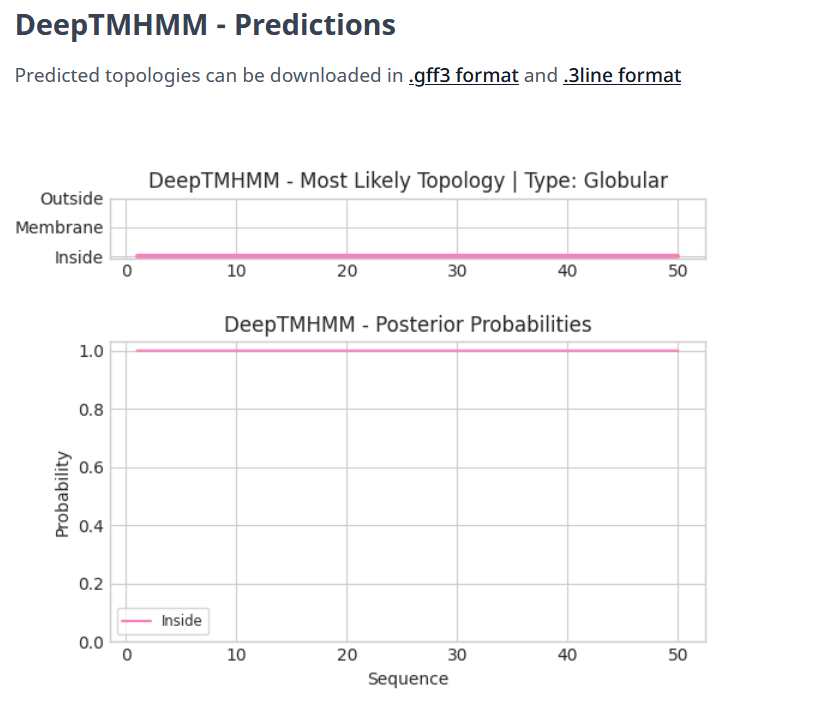 DeepTMHMM - Predictions
Predicted topologies can be downloaded in .gff3 format and .3line format
DeepTMHMM - Most Likely Topology | Type: Globular
Outside
Membrane
Inside
0 10 20 30 40 50
DeepTMHMM - Posterior Probabilities
1.0
0.8
0.6
0.4
0.2
0.0
Probability
Inside
0 10 20 30 40 50
Sequence